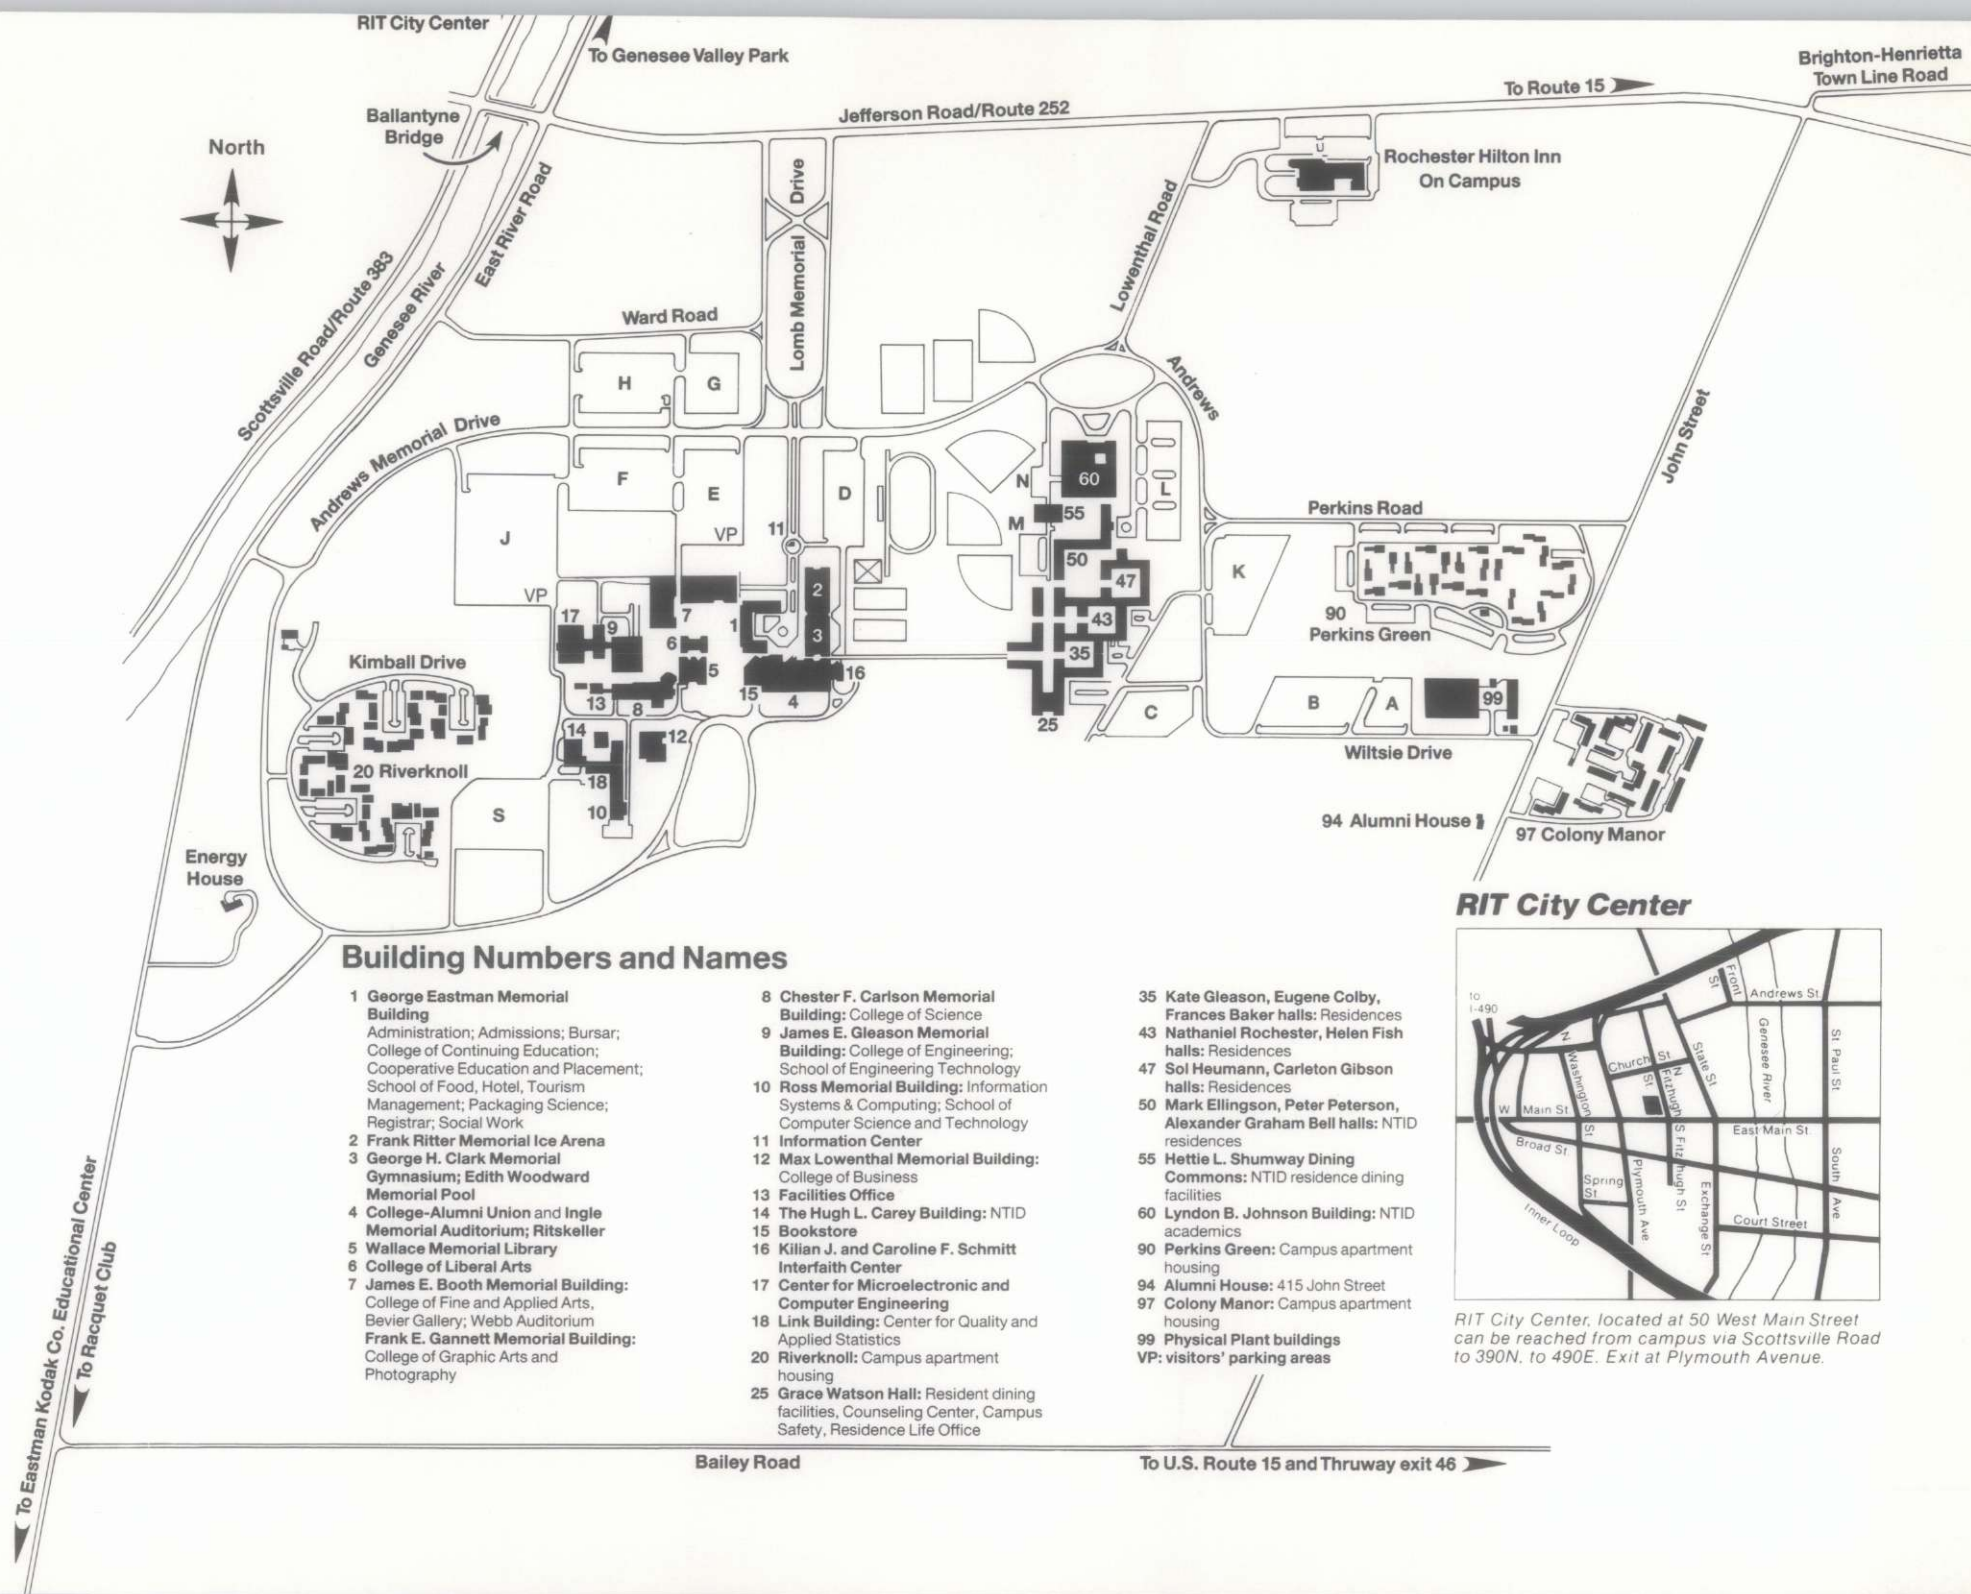 RIT City Center
To Genesee Valley Park
Brighton-Henrietta
Town Line Road
To Route 15
Jefferson Road/Route 252
Ballantyne
Bridge
North
Rochester Hilton Inn
On Campus
Lomb Memorial Drive
East River Road
Lowenthal Road
Scottsville Road/Route 383
Genesee River
Ward Road
H
G
Andrews
Andrews Memorial Drive
John Street
F
E
D
N
60
L
J
VP
11
M
55
Perkins Road
50
K
VP
2
47
17
9
7
1
3
43
90
Perkins Green
6
5
35
Kimball Drive
16
15
4
13
8
25
C
B
A
99
14
12
Wiltsie Drive
20 Riverknoll
18
S
10
94 Alumni House
97 Colony Manor
Energy
House
RIT City Center
Building Numbers and Names
1 George Eastman Memorial
Building
Administration; Admissions; Bursar;
College of Continuing Education;
Cooperative Education and Placement;
School of Food, Hotel, Tourism
Management; Packaging Science;
Registrar; Social Work
2 Frank Ritter Memorial Ice Arena
3 George H. Clark Memorial
Gymnasium; Edith Woodward
Memorial Pool
4 College-Alumni Union and Ingle
Memorial Auditorium; Ritskeller
5 Wallace Memorial Library
6 College of Liberal Arts
7 James E. Booth Memorial Building:
College of Fine and Applied Arts,
Bevier Gallery; Webb Auditorium
Frank E. Gannett Memorial Building:
College of Graphic Arts and
Photography
8 Chester F. Carlson Memorial
Building: College of Science
9 James E. Gleason Memorial
Building: College of Engineering;
School of Engineering Technology
10 Ross Memorial Building: Information
Systems & Computing; School of
Computer Science and Technology
11 Information Center
12 Max Lowenthal Memorial Building:
College of Business
13 Facilities Office
14 The Hugh L. Carey Building: NTID
15 Bookstore
16 Kilian J. and Caroline F. Schmitt
Interfaith Center
17 Center for Microelectronic and
Computer Engineering
18 Link Building: Center for Quality and
Applied Statistics
20 Riverknoll: Campus apartment
housing
25 Grace Watson Hall: Resident dining
facilities, Counseling Center, Campus
Safety, Residence Life Office
35 Kate Gleason, Eugene Colby,
Frances Baker halls: Residences
43 Nathaniel Rochester, Helen Fish
halls: Residences
47 Sol Heumann, Carleton Gibson
halls: Residences
50 Mark Ellingson, Peter Peterson,
Alexander Graham Bell halls: NTID
residences
55 Hettie L. Shumway Dining
Commons: NTID residence dining
facilities
60 Lyndon B. Johnson Building: NTID
academics
90 Perkins Green: Campus apartment
housing
94 Alumni House: 415 John Street
97 Colony Manor: Campus apartment
housing
99 Physical Plant buildings
VP: visitors' parking areas
to
I-490
Front
St
Andrews St.
N Washington St
Church St
State St
N Fitzhugh St
Genesee River
St Paul St
W Main St.
East Main St
Broad St.
S Fitzhugh St
Spring
St
Plymouth Ave
Exchange St
South Ave
Court Street
Inner Loop
RIT City Center, located at 50 West Main Street
can be reached from campus via Scottsville Road
to 390N. to 490E. Exit at Plymouth Avenue.
To Eastman Kodak Co. Educational Center
To Racquet Club
Bailey Road
To U.S. Route 15 and Thruway exit 46